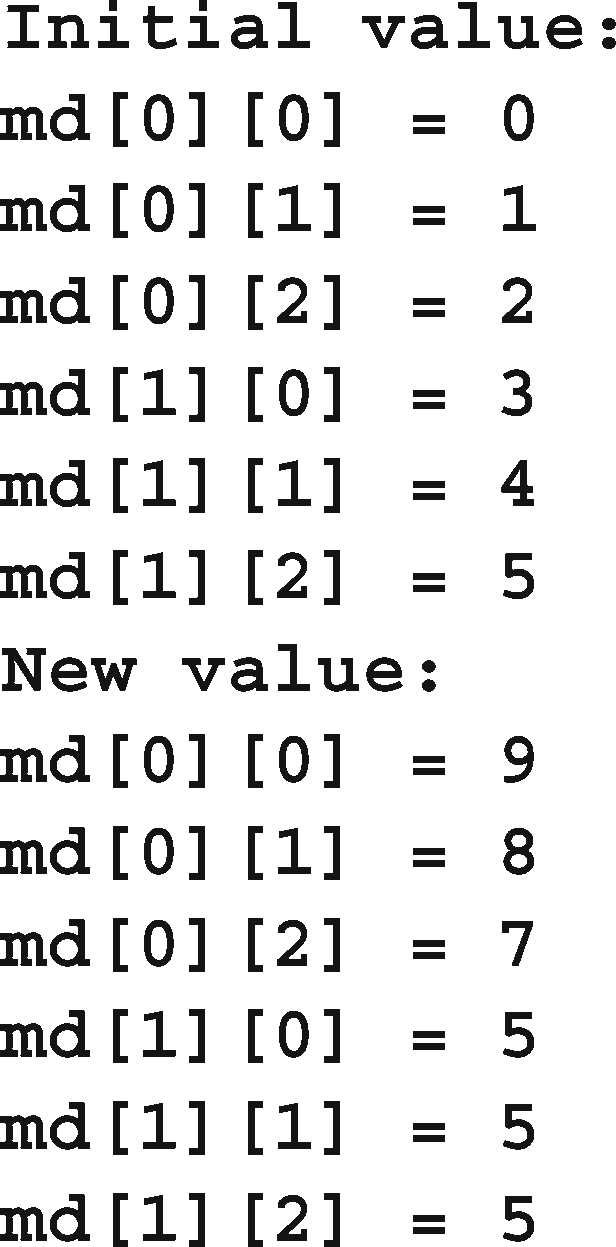 Initial value:
md[0][0] = 0
md[0][1] = 1
md[0][2] = 2
md[1][0] = 3
md[1][1] = 4
md[1][2] = 5
New value:
md[0][0] = 9
md[0][1] = 8
md[0][2] = 7
md[1][0] = 5
md[1][1] = 5
md[1][2] = 5